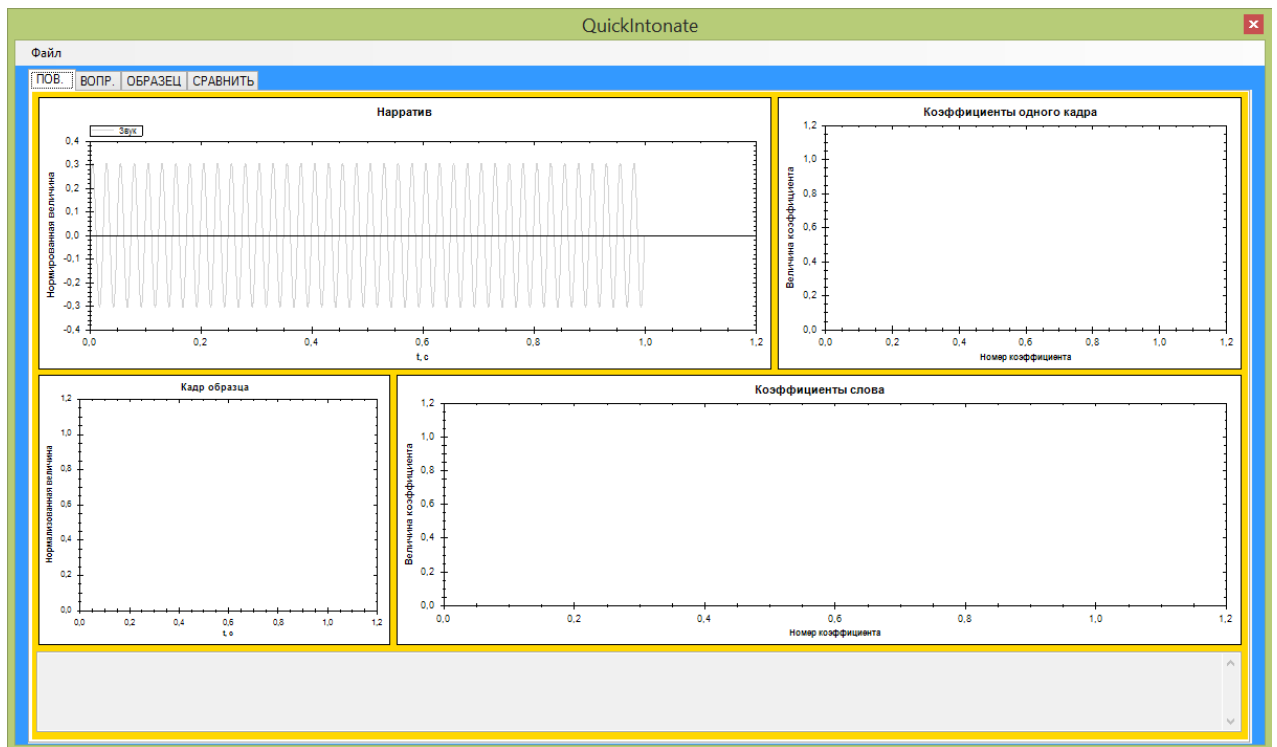 QuickIntonate
Файл
ПОВ. ВОПР. ОБРАЗЕЦ СРАВНИТЬ
Нарратив
Звук
Нормированная величина
0,4
0,3
0,2
0,1
0,0
-0,1
-0,2
-0,3
-0,4
0,0 0,2 0,4 0,6 0,8 1,0 1,2
t, с
Коэффициенты одного кадра
Величина коэффициента
1,2
1,0
0,8
0,6
0,4
0,2
0,0
0,0 0,2 0,4 0,6 0,8 1,0 1,2
Номер коэффициента
Кадр образца
Нормализованная величина
1,2
1,0
0,8
0,6
0,4
0,2
0,0
0,0 0,2 0,4 0,6 0,8 1,0 1,2
t, с
Коэффициенты слова
Величина коэффициента
1,2
1,0
0,8
0,6
0,4
0,2
0,0
0,0 0,2 0,4 0,6 0,8 1,0 1,2
Номер коэффициента